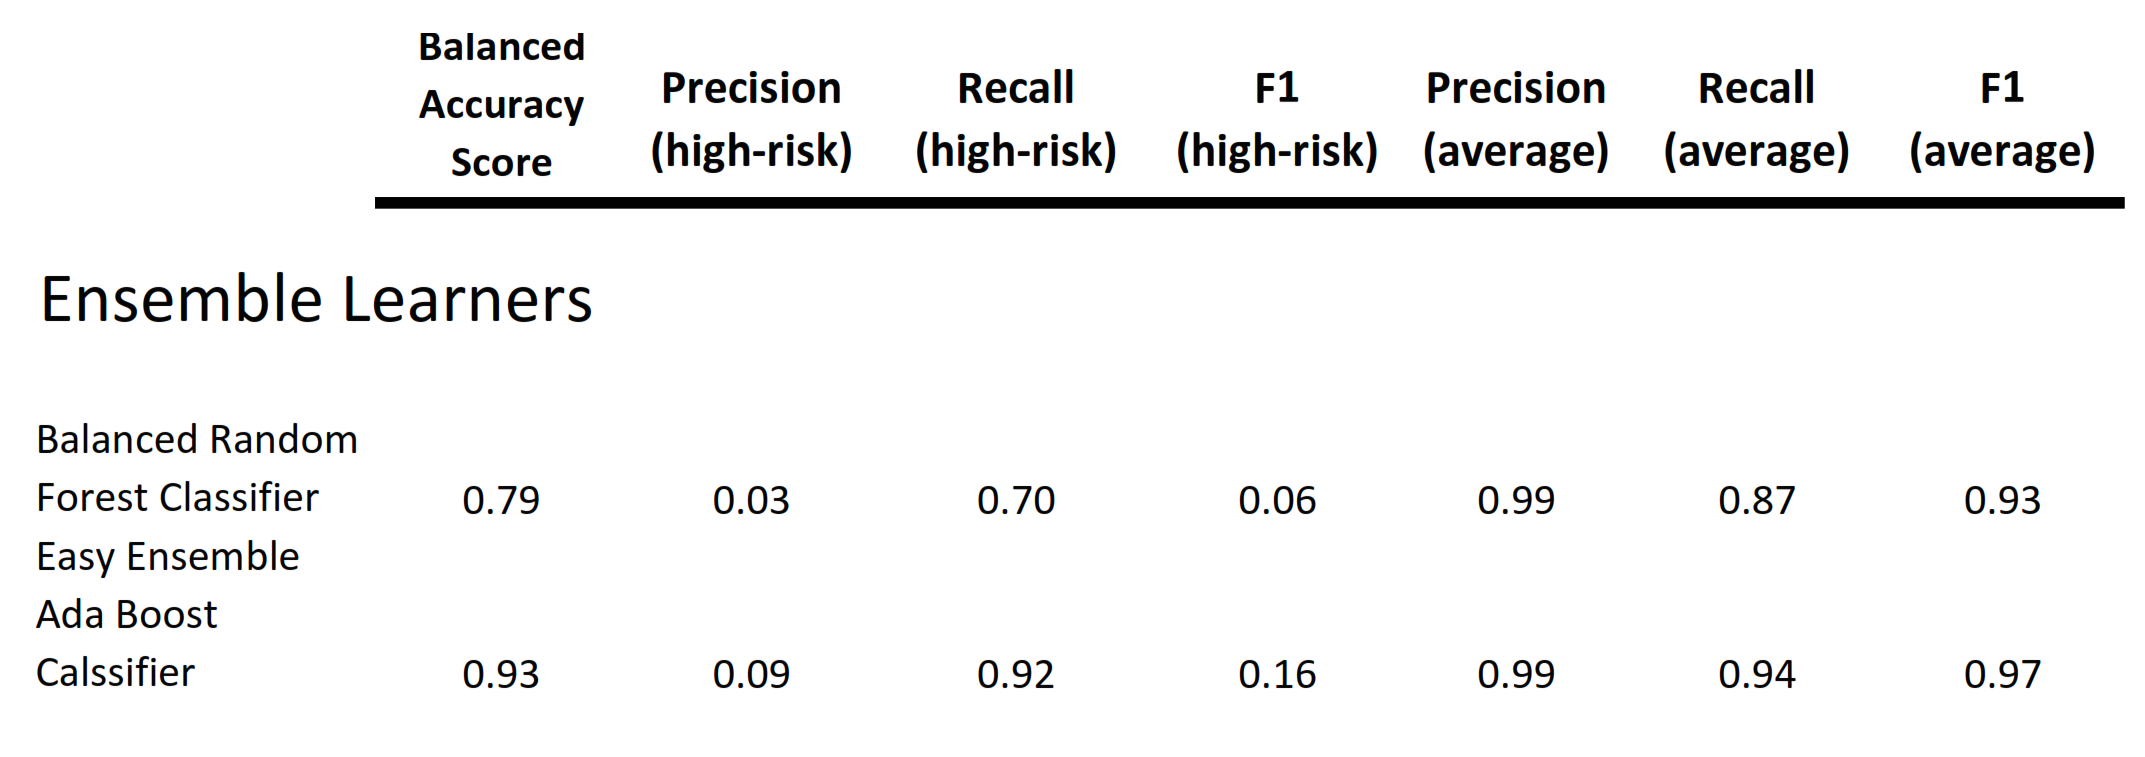 Balanced
Accuracy
Score
Precision
(high-risk)
Recall
(high-risk)
F1
(high-risk)
Precision
(average)
Recall
(average)
F1
(average)
Ensemble Learners
Balanced Random
Forest Classifier 0.79 0.03 0.70 0.06 0.99 0.87 0.93
Easy Ensemble
Ada Boost
Calssifier 0.93 0.09 0.92 0.16 0.99 0.94 0.97